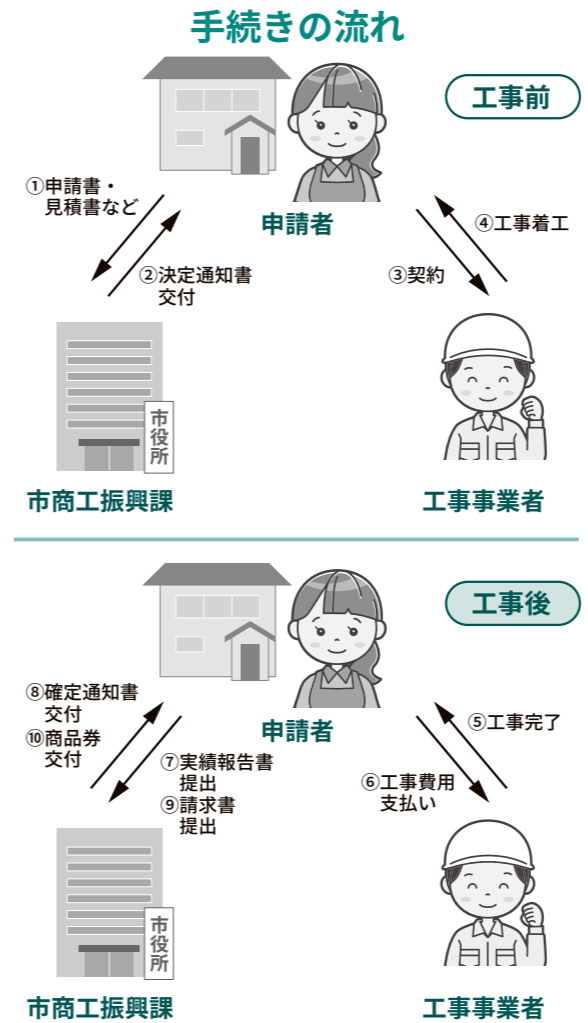 手続きの流れ
工事前
①申請書・
見積書など
申請者
④工事着工
②決定通知書
交付
③契約
市役所
市商工振興課
工事事業者
工事後
⑧確定通知書
交付
⑩商品券
交付
申請者
⑤工事完了
⑦実績報告書
提出
⑨請求書
提出
⑥工事費用
支払い
市役所
市商工振興課
工事事業者